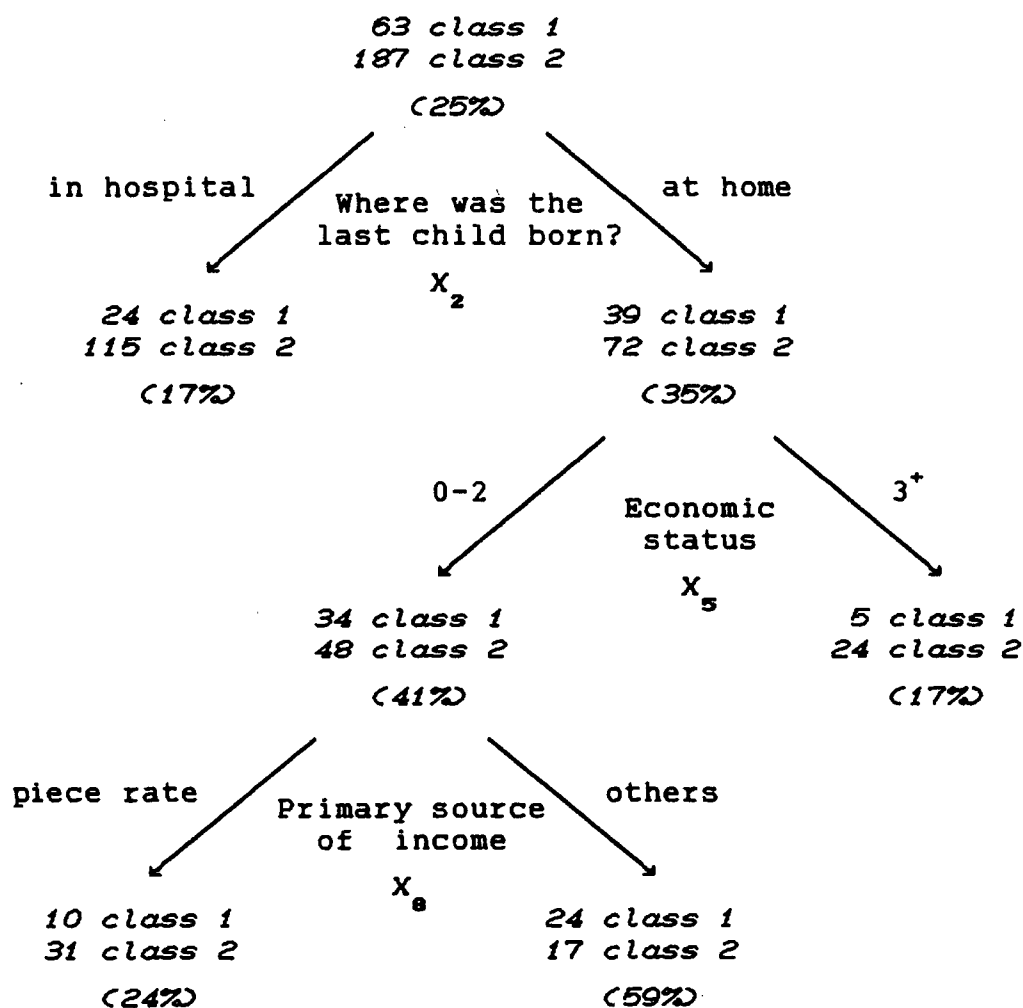 63 class 1
187 class 2
(25%)
in hospital
Where was the
last child born?
X2
at home
24 class 1
115 class 2
(17%)
39 class 1
72 class 2
(35%)
0-2
Economic
status
X5
3+
34 class 1
48 class 2
(41%)
5 class 1
24 class 2
(17%)
piece rate
Primary source
of income
X8
others
10 class 1
31 class 2
(24%)
24 class 1
17 class 2
(59%)